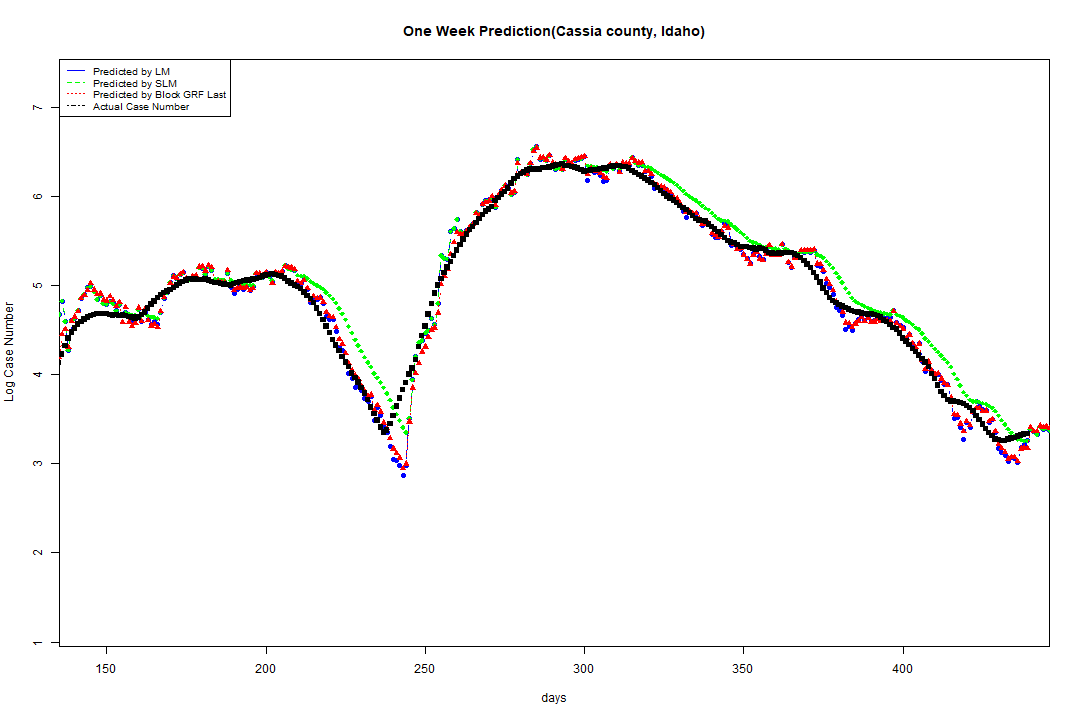 One Week Prediction(Cassia county, Idaho)
Predicted by LM
Predicted by SLM
Predicted by Block GRF Last
Actual Case Number
7
6
5
4
3
2
1
Log Case Number
150 200 250 300 350 400
days